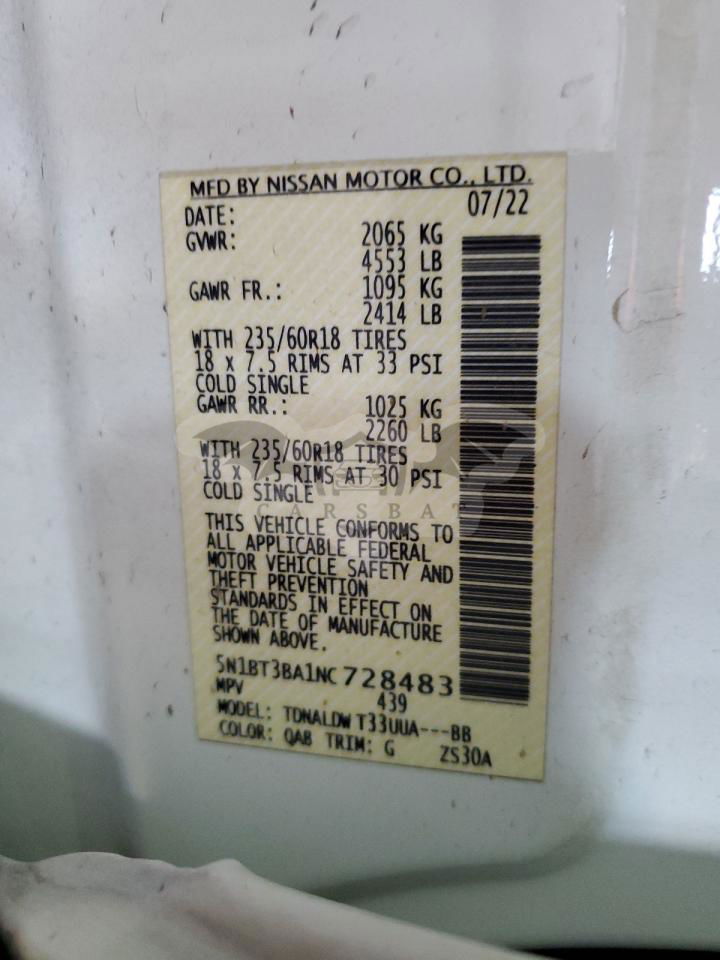 MFD BY NISSAN MOTOR CO., LTD.
DATE: 07/22
GVWR: 2065 KG
4553 LB
GAWR FR.: 1095 KG
2414 LB
WITH 235/60R18 TIRES
18 x 7.5 RIMS AT 33 PSI
COLD SINGLE
GAWR RR.: 1025 KG
2260 LB
WITH 235/60R18 TIRES
18 x 7.5 RIMS AT 30 PSI
COLD SINGLE
CARSBAT
THIS VEHICLE CONFORMS TO
ALL APPLICABLE FEDERAL
MOTOR VEHICLE SAFETY AND
THEFT PREVENTION
STANDARDS IN EFFECT ON
THE DATE OF MANUFACTURE
SHOWN ABOVE.
5N1BT3BA1NC728483
MPV 439
MODEL: TDNALDW T33UUA---BB
COLOR: QAB TRIM: G ZS30A